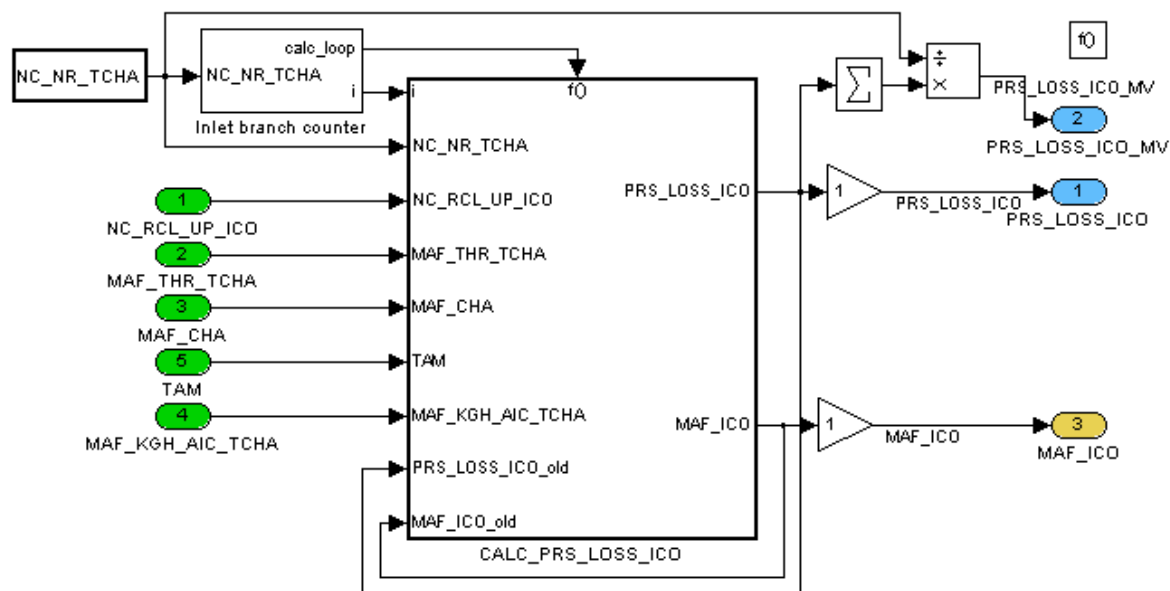 calc_loop
NC_NR_TCHA
NC_NR_TCHA
i
Inlet branch counter
i
f()
NC_NR_TCHA
NC_RCL_UP_ICO
MAF_THR_TCHA
MAF_CHA
TAM
MAF_KGH_AIC_TCHA
PRS_LOSS_ICO_old
MAF_ICO_old
PRS_LOSS_ICO
MAF_ICO
CALC_PRS_LOSS_ICO
1
NC_RCL_UP_ICO
2
MAF_THR_TCHA
3
MAF_CHA
5
TAM
4
MAF_KGH_AIC_TCHA
Σ
÷
×
f()
PRS_LOSS_ICO_MV
2
PRS_LOSS_ICO_MV
1
PRS_LOSS_ICO
1
PRS_LOSS_ICO
1
MAF_ICO
3
MAF_ICO